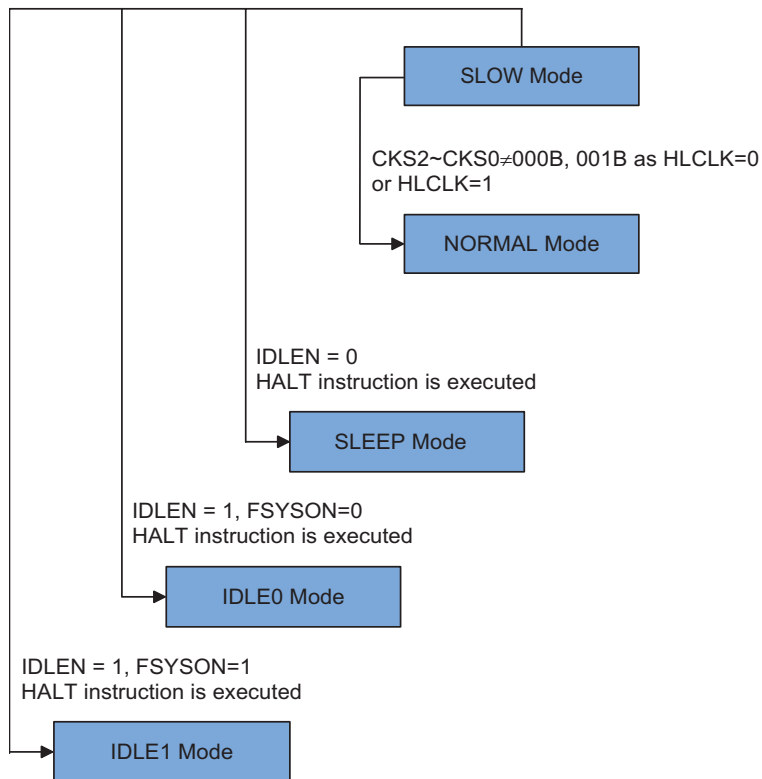 SLOW Mode
CKS2~CKS0≠000B, 001B as HLCLK=0
or HLCLK=1
NORMAL Mode
IDLEN = 0
HALT instruction is executed
SLEEP Mode
IDLEN = 1, FSYSON=0
HALT instruction is executed
IDLE0 Mode
IDLEN = 1, FSYSON=1
HALT instruction is executed
IDLE1 Mode